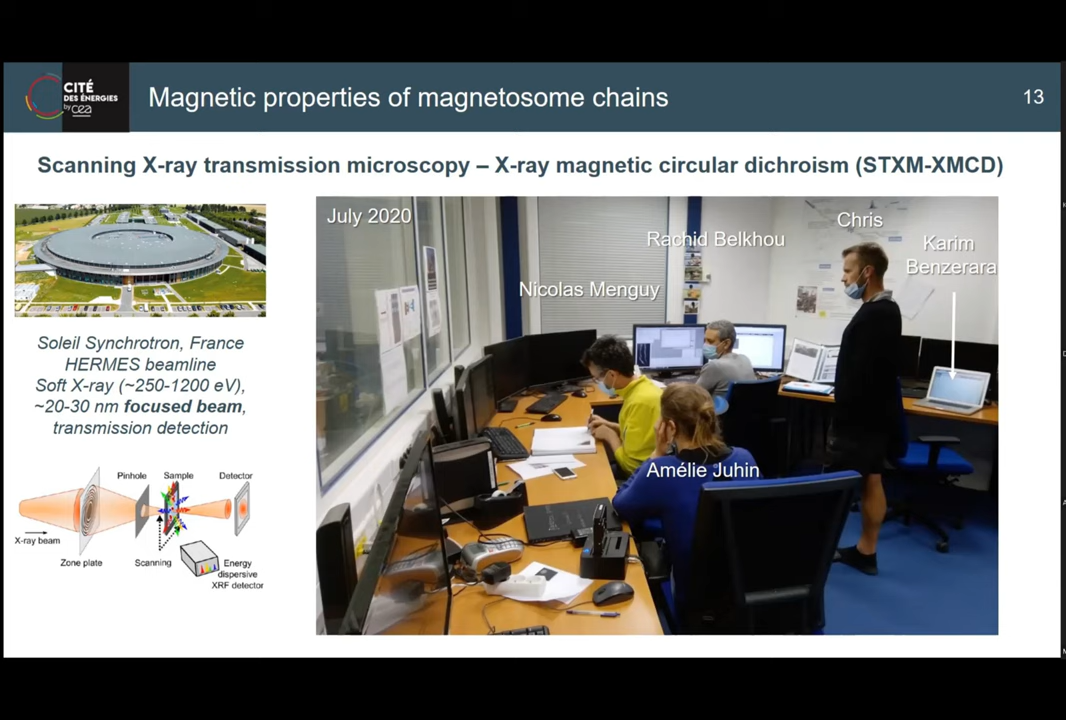 CITÉ
DES ÉNERGIES
by cea
Magnetic properties of magnetosome chains
13
Scanning X-ray transmission microscopy – X-ray magnetic circular dichroism (STXM-XMCD)
Soleil Synchrotron, France
HERMES beamline
Soft X-ray (~250-1200 eV),
~20-30 nm focused beam,
transmission detection
Pinhole
Sample
Detector
X-ray beam
Zone plate
Scanning
Energy
dispersive
XRF detector
July 2020
Nicolas Menguy
Rachid Belkhou
Chris
Karim
Benzerara
Amélie Juhin